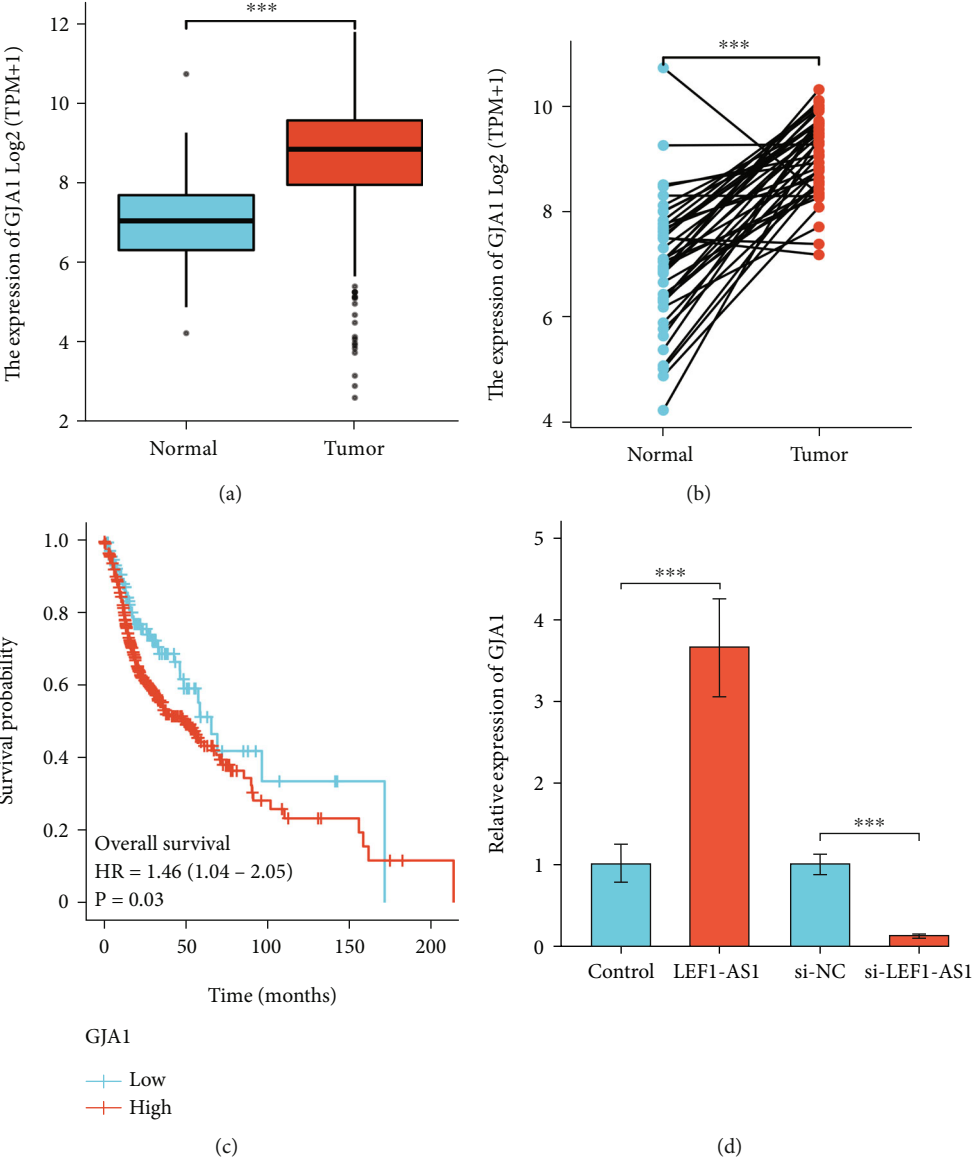 The expression of GJA1 Log2 (TPM+1)
12
10
8
6
4
2
***
Normal
Tumor
(a)
The expression of GJA1 Log2 (TPM+1)
10
8
6
4
***
Normal
Tumor
(b)
Survival probability
1.0
0.8
0.6
0.4
0.2
0
Overall survival
HR = 1.46 (1.04 – 2.05)
P = 0.03
0
50
100
150
200
Time (months)
GJA1
Low
High
(c)
Relative expression of GJA1
5
4
3
2
1
0
***
***
Control
LEF1-AS1
si-NC
si-LEF1-AS1
(d)